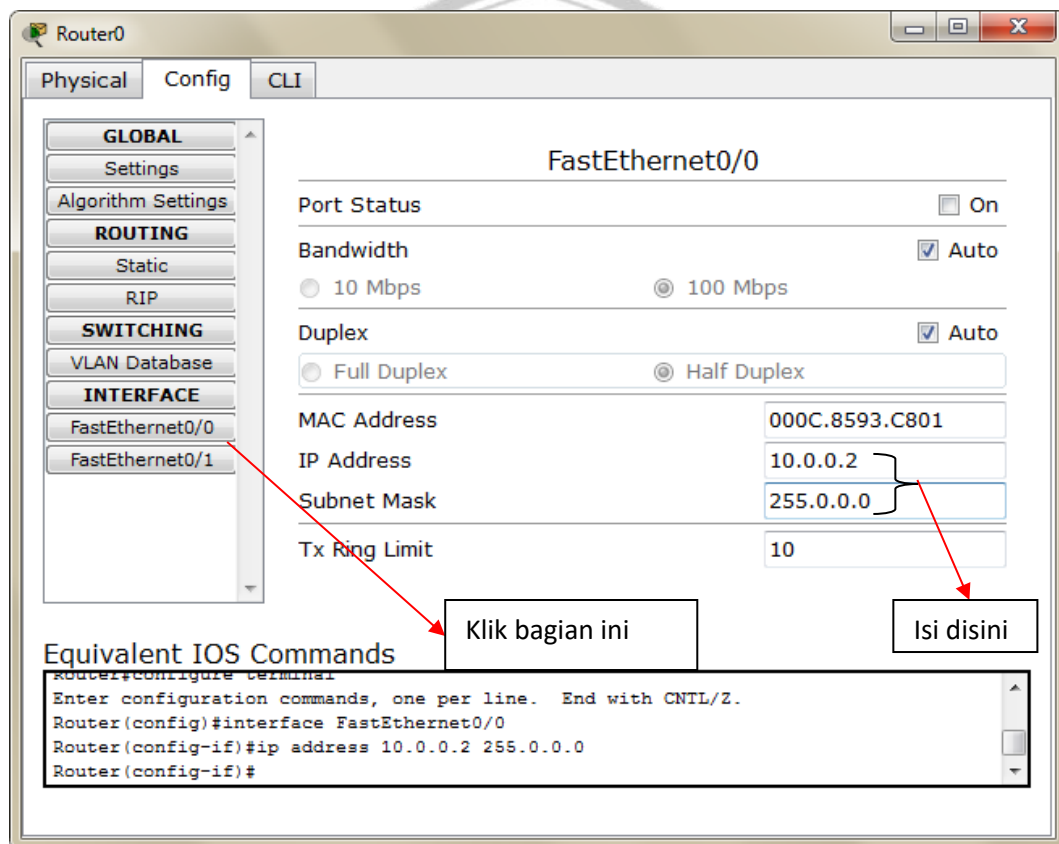 Router0
Physical Config CLI
GLOBAL
Settings
Algorithm Settings
ROUTING
Static
RIP
SWITCHING
VLAN Database
INTERFACE
FastEthernet0/0
FastEthernet0/1
FastEthernet0/0
Port Status On
Bandwidth Auto
10 Mbps 100 Mbps
Duplex Auto
Full Duplex Half Duplex
MAC Address 000C.8593.C801
IP Address 10.0.0.2
Subnet Mask 255.0.0.0
Tx Ring Limit 10
Klik bagian ini
Isi disini
Equivalent IOS Commands
Router#configure terminal
Enter configuration commands, one per line. End with CNTL/Z.
Router(config)#interface FastEthernet0/0
Router(config-if)#ip address 10.0.0.2 255.0.0.0
Router(config-if)#